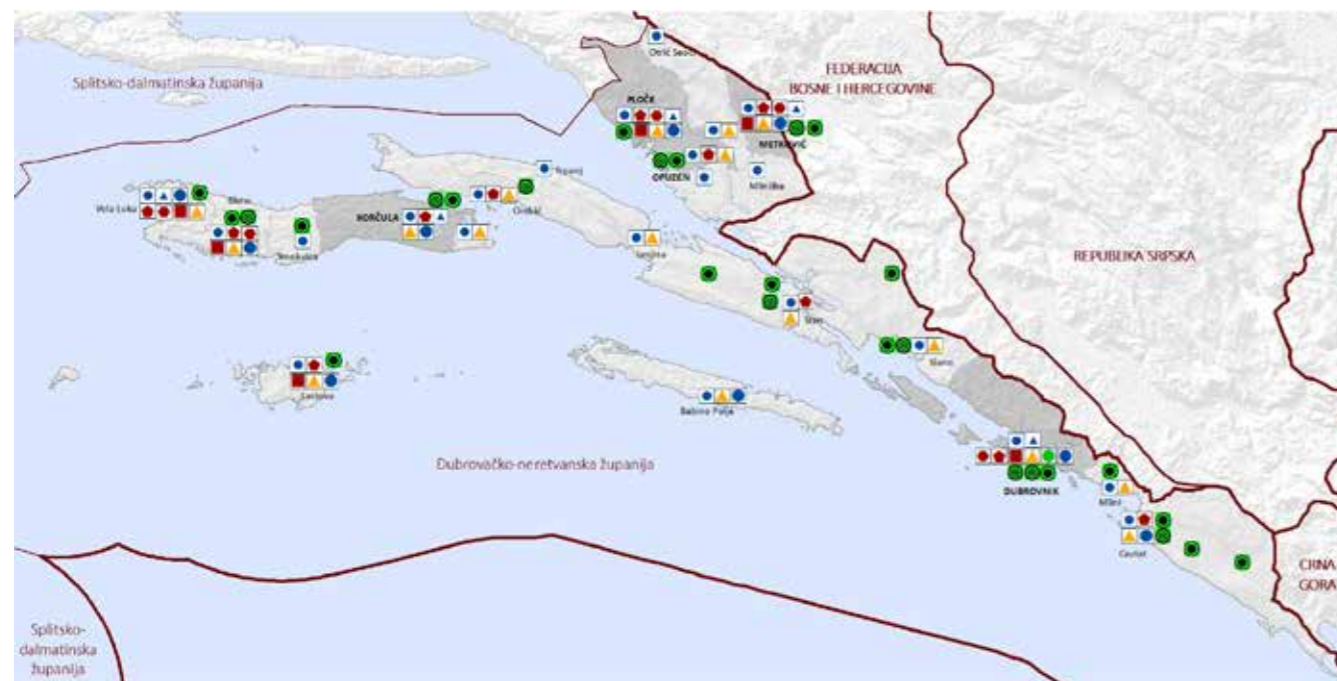 Splitsko-dalmatinska županija
FEDERACIJA
BOSNE I HERCEGOVINE
PLOČE
METKOVIĆ
OPUZEN
Trpanj
Vela Luka
Blato
KORČULA
Orebić
Smokvica
Janjina
REPUBLIKA SRPSKA
Ston
Slano
Lastovo
Babino Polje
Dubrovačko-neretvanska županija
DUBROVNIK
Mlini
Cavtat
CRNA
GORA
Splitsko-
dalmatinska
županija